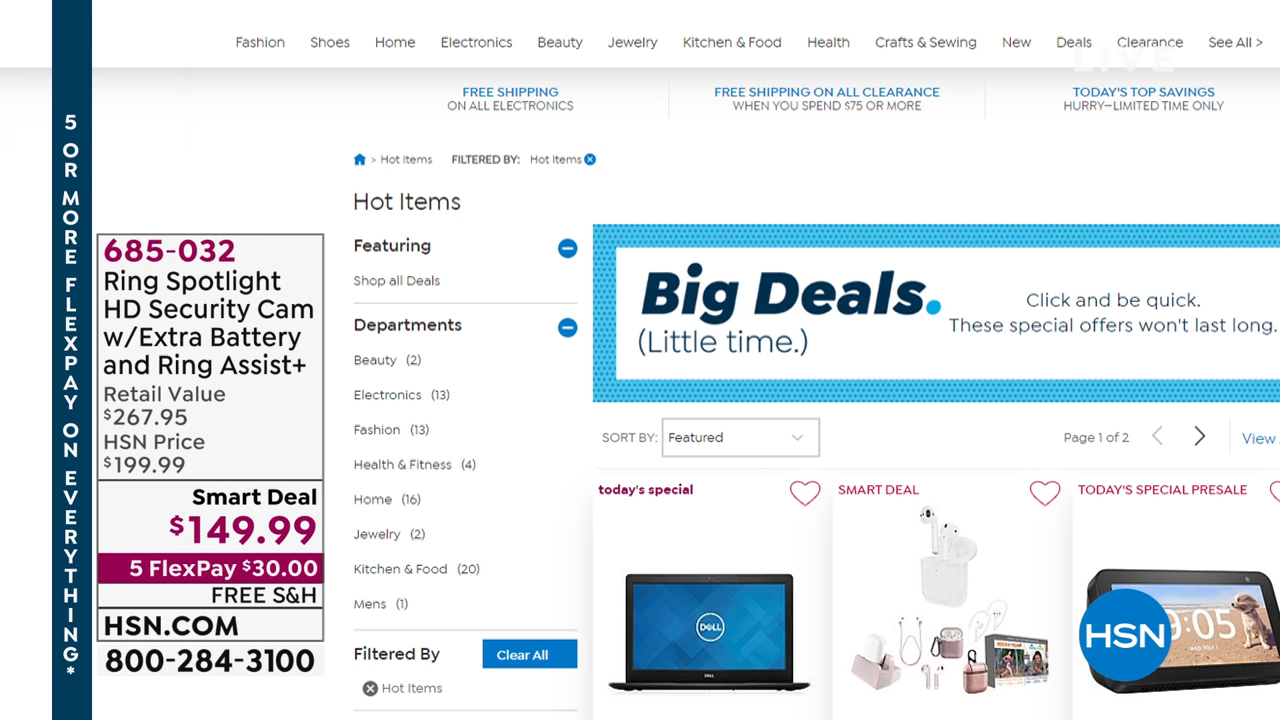 Fashion Shoes Home Electronics Beauty Jewelry Kitchen & Food Health Crafts & Sewing New Deals Clearance See All >
LIVE
FREE SHIPPING
ON ALL ELECTRONICS
FREE SHIPPING ON ALL CLEARANCE
WHEN YOU SPEND $75 OR MORE
TODAY'S TOP SAVINGS
HURRY–LIMITED TIME ONLY
5 OR MORE FLEXPAY ON EVERYTHING*
685-032
Ring Spotlight
HD Security Cam
w/Extra Battery
and Ring Assist+
Retail Value
$267.95
HSN Price
$199.99
Smart Deal
$149.99
5 FlexPay $30.00
FREE S&H
HSN.COM
800-284-3100
> Hot Items FILTERED BY: Hot Items
Hot Items
Featuring
Shop all Deals
Departments
Beauty (2)
Electronics (13)
Fashion (13)
Health & Fitness (4)
Home (16)
Jewelry (2)
Kitchen & Food (20)
Mens (1)
Filtered By
Clear All
Hot Items
Big Deals.
(Little time.)
Click and be quick.
These special offers won't last long.
SORT BY: Featured
Page 1 of 2
View
today's special
SMART DEAL
TODAY'S SPECIAL PRESALE
DELL
DELL
9:05
HSN